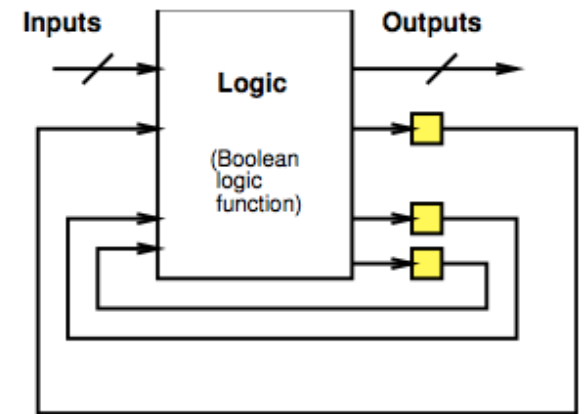 Inputs
Outputs
Logic
(Boolean
logic
function)